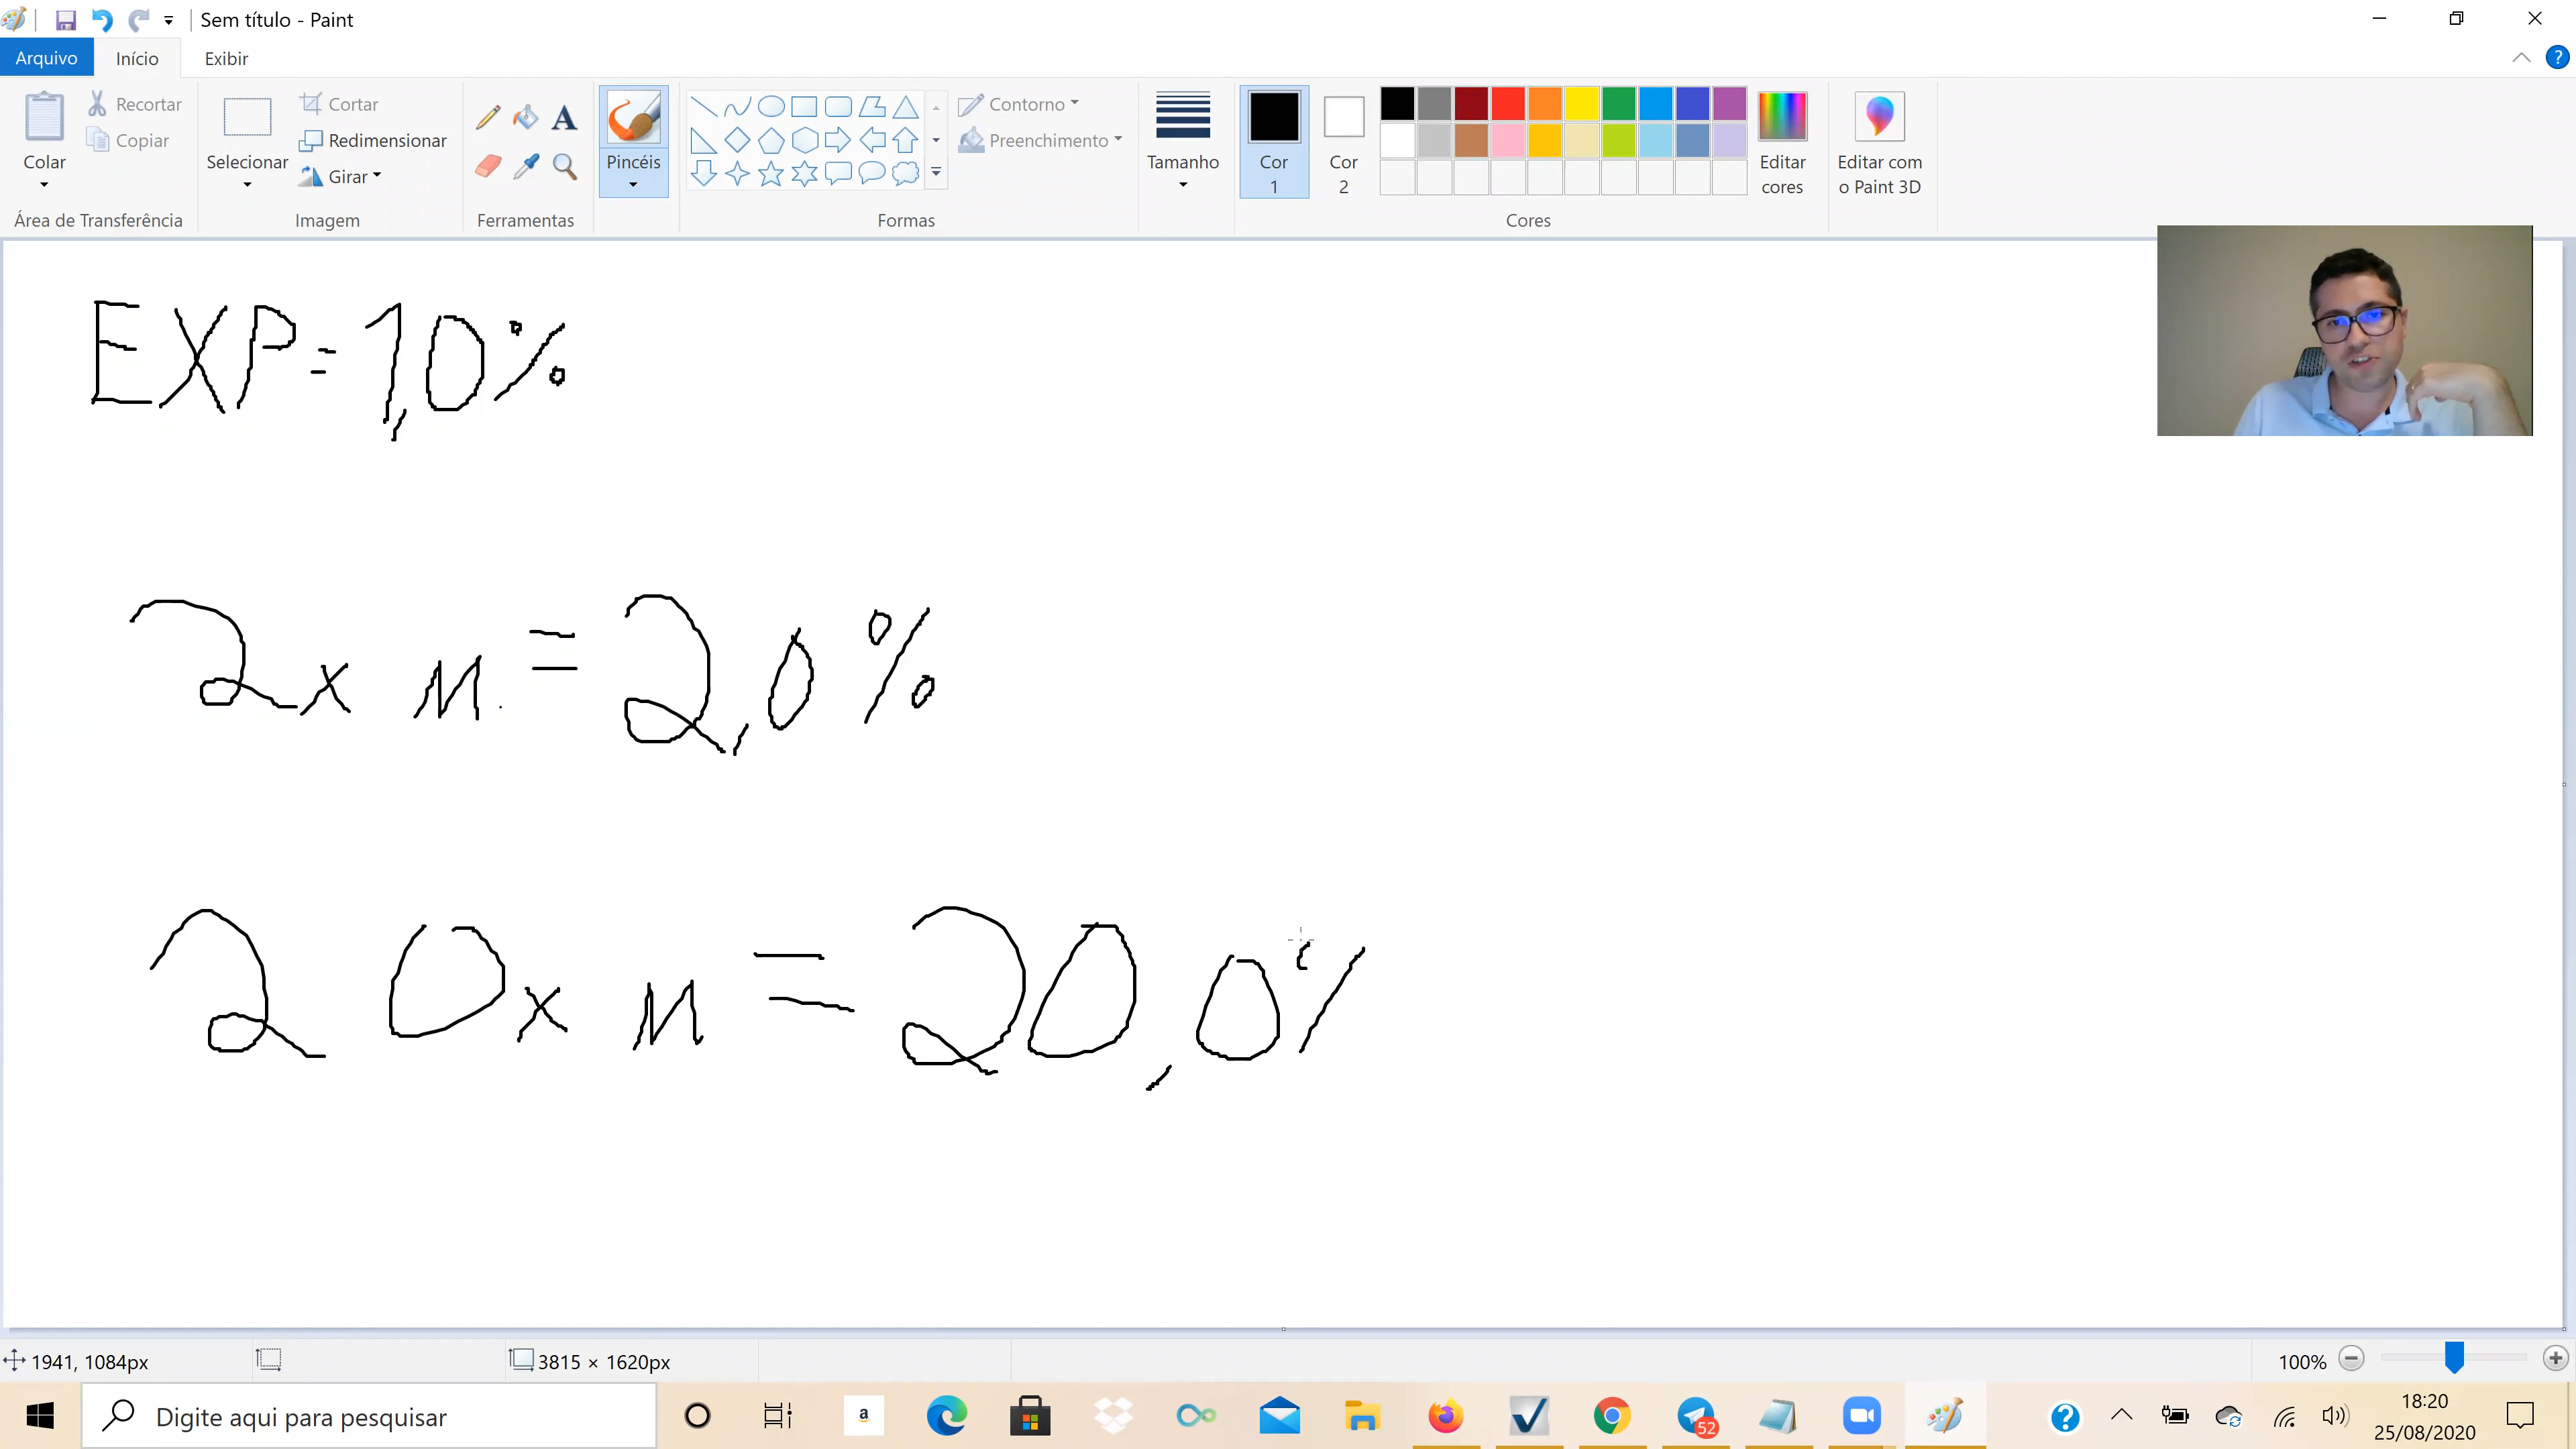 Sem título - Paint
Arquivo Início Exibir
Colar
Recortar
Copiar
Área de Transferência
Selecionar
Cortar
Redimensionar
Girar
Imagem
A
Ferramentas
Pincéis
Contorno
Preenchimento
Formas
Tamanho
Cor 1
Cor 2
Editar cores
Cores
Editar com o Paint 3D
?
EXP = 1,0%
2x M. = 2,0%
20x M = 20,0%
1941, 1084px
3815 × 1620px
100%
Digite aqui para pesquisar
a
52
?
18:20
25/08/2020